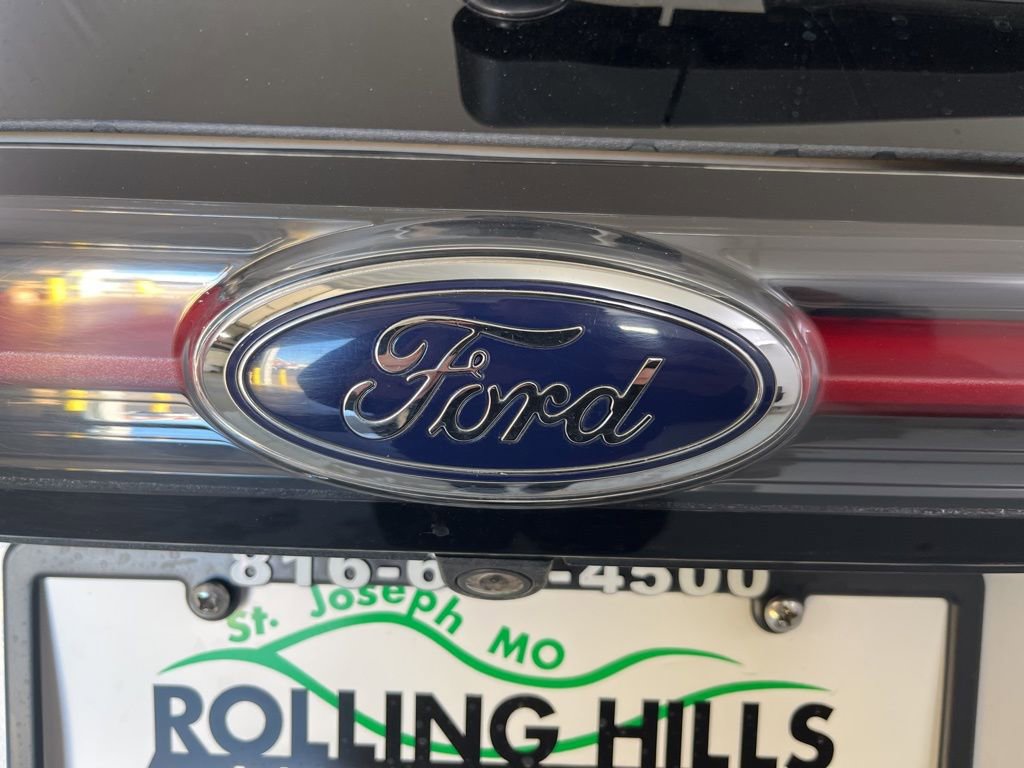 Ford
816-6 -4500
St. Joseph MO
ROLLING HILLS